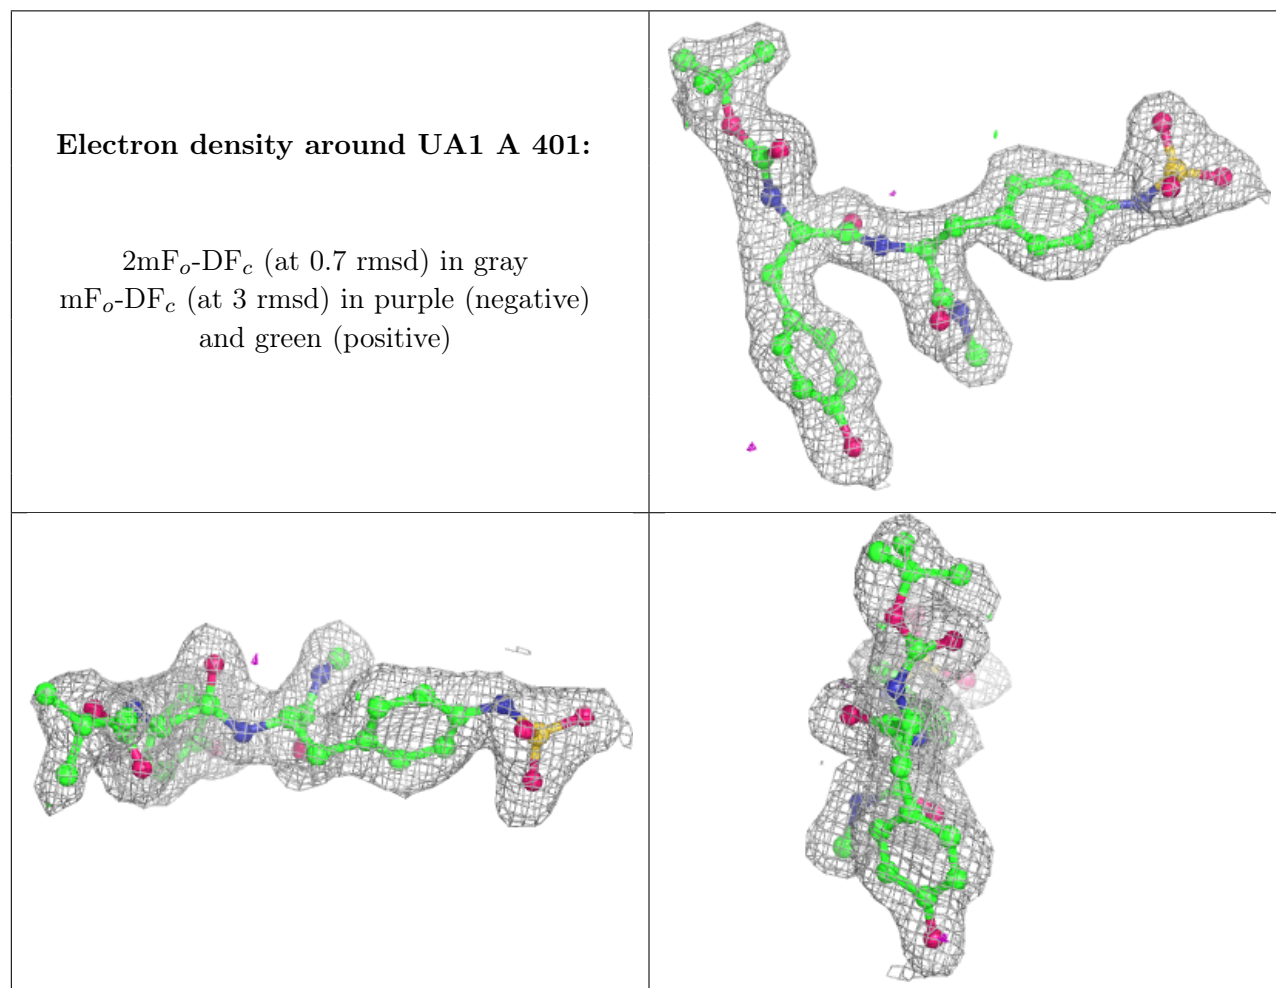 Electron density around UA1 A 401:
2mFo-DFc (at 0.7 rmsd) in gray
mFo-DFc (at 3 rmsd) in purple (negative)
and green (positive)